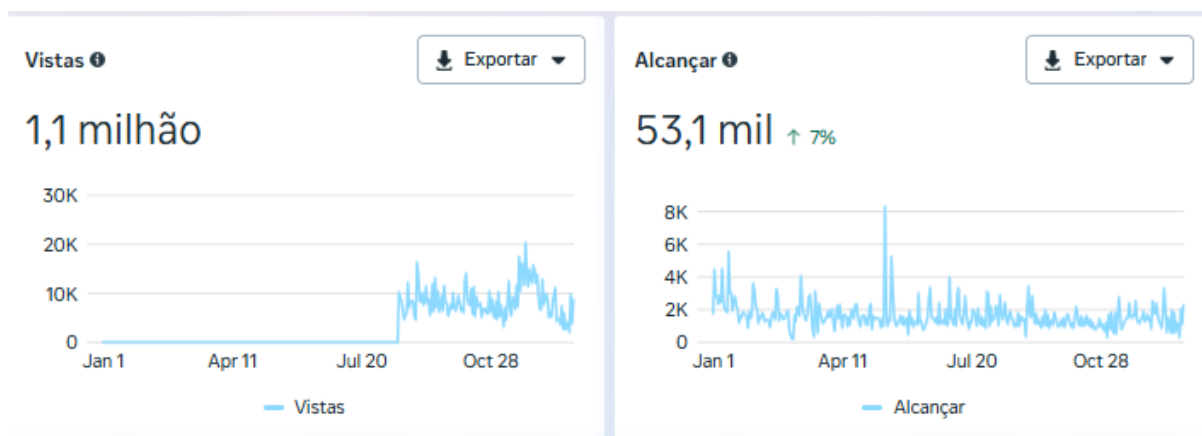 Vistas
Exportar
1,1 milhão
30K
20K
10K
0
Jan 1 Apr 11 Jul 20 Oct 28
Vistas
Alcançar
Exportar
53,1 mil ↑ 7%
8K
6K
4K
2K
0
Jan 1 Apr 11 Jul 20 Oct 28
Alcançar